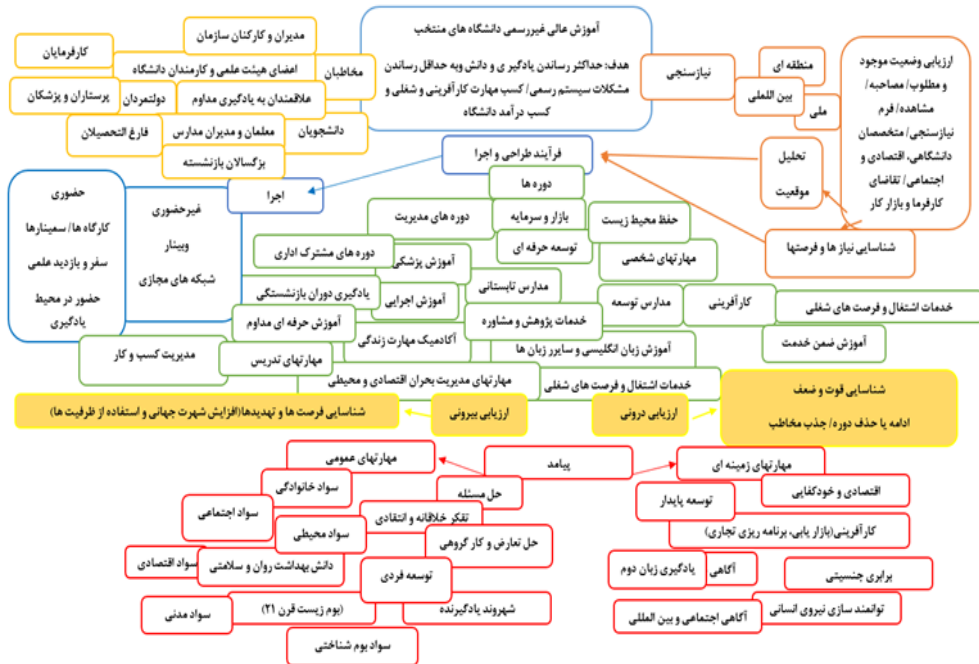 آموزش عالی غیررسمی دانشگاه های منتخب
هدف: حداکثر رساندن یادگیر ی و دانش وبه حداقل رساندن
مشکلات سیستم رسمی/ کسب مهارت کارآفرینی و شغلی و
کسب در آمد دانشگاه
نیازسنجی
منطقه ای
بین اللملی
ملی
ارزیابی وضعیت موجود
و مطلوب/ مصاحبه/
مشاهده/ فرم
نیازسنجی/ متخصصان
دانشگاهی، اقتصادی و
اجتماعی/ تقاضای
کارفرما و بازار کار
تحلیل
موقعیت
شناسایی نیاز ها و فرصتها
مخاطبان
مدیران و کارکنان سازمان
کارفرمایان
اعضای هیئت علمی و کارمندان دانشگاه
علاقمندان به یادگیری مداوم
دولتمردان
پرستاران و پزشکان
دانشجویان
معلمان و مدیران مدارس
فارغ التحصیلان
بزگسالان بازنشسته
فرآیند طراحی و اجرا
اجرا
غیرحضوری
وبینار
شبکه های مجازی
حضوری
کارگاه ها/ سمینارها
سفر و بازدید علمی
حضور در محیط
یادگیری
دوره ها
بازار و سرمایه
دوره های مدیریت
حفظ محیط زیست
توسعه حرفه ای
دوره های مشترک اداری
مهارتهای شخصی
آموزش پزشکی
مدارس تابستانی
یادگیری دوران بازنشستگی
آموزش اجرایی
مدارس توسعه
کارآفرینی
خدمات اشتغال و فرصت های شغلی
خدمات پژوهش و مشاوره
آموزش حرفه ای مداوم
آکادمیک مهارت زندگی
آموزش زبان انگلیسی و سایرر زبان ها
آموزش ضمن خدمت
مهارتهای تدریس
مدیریت کسب و کار
مهارتهای مدیریت بحران اقتصادی و محیطی
خدمات اشتغال و فرصت های شغلی
شناسایی قوت و ضعف
ادامه یا حذف دوره/ جذب مخاطب
ارزیابی درونی
ارزیابی بیرونی
شناسایی فرصت ها و تهدیدها(افزایش شهرت جهانی و استفاده از ظرفیت ها)
پیامد
مهارتهای زمینه ای
اقتصادی و خودکفایی
توسعه پایدار
کارآفرینی(بازار یابی، برنامه ریزی تجاری)
آگاهی
یادگیری زبان دوم
برابری جنسیتی
توانمند سازی نیروی انسانی
آگاهی اجتماعی و بین المللی
مهارتهای عمومی
حل مسئله
سواد خانوادگی
تفکر خلاقانه و انتقادی
سواد اجتماعی
سواد محیطی
حل تعارض و کار گروهی
دانش بهداشت روان و سلامتی
سواد اقتصادی
توسعه فردی
شهروند یادگیرنده
(بوم زیست قرن ۲۱)
سواد مدنی
سواد بوم شناختی